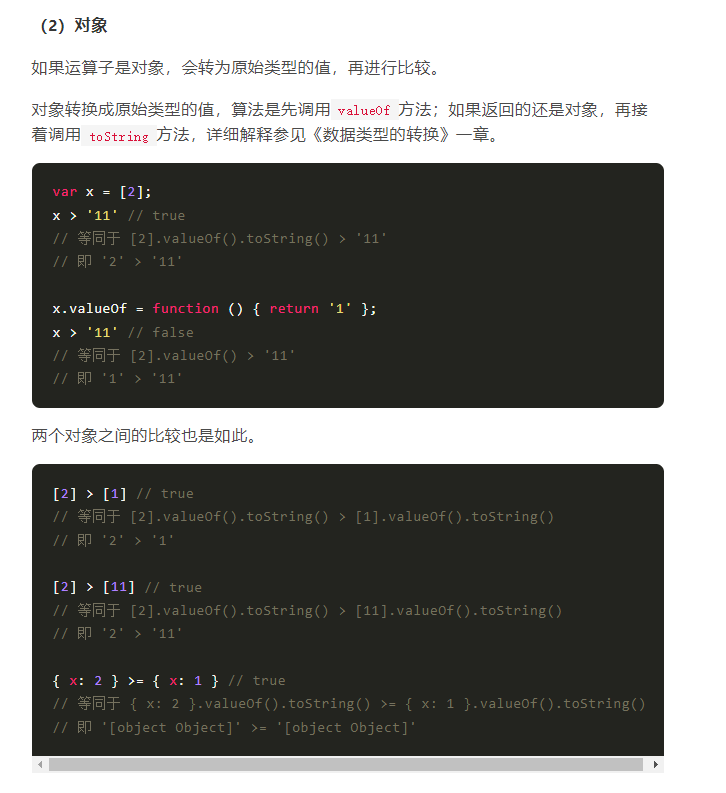 （2）对象
如果运算子是对象，会转为原始类型的值，再进行比较。
对象转换成原始类型的值，算法是先调用 valueOf 方法；如果返回的还是对象，再接
着调用 toString 方法，详细解释参见《数据类型的转换》一章。
var x = [2];
x > '11' // true
// 等同于 [2].valueOf().toString() > '11'
// 即 '2' > '11'
x.valueOf = function () { return '1' };
x > '11' // false
// 等同于 [2].valueOf() > '11'
// 即 '1' > '11'
两个对象之间的比较也是如此。
[2] > [1] // true
// 等同于 [2].valueOf().toString() > [1].valueOf().toString()
// 即 '2' > '1'
[2] > [11] // true
// 等同于 [2].valueOf().toString() > [11].valueOf().toString()
// 即 '2' > '11'
{ x: 2 } >= { x: 1 } // true
// 等同于 { x: 2 }.valueOf().toString() >= { x: 1 }.valueOf().toString()
// 即 '[object Object]' >= '[object Object]'